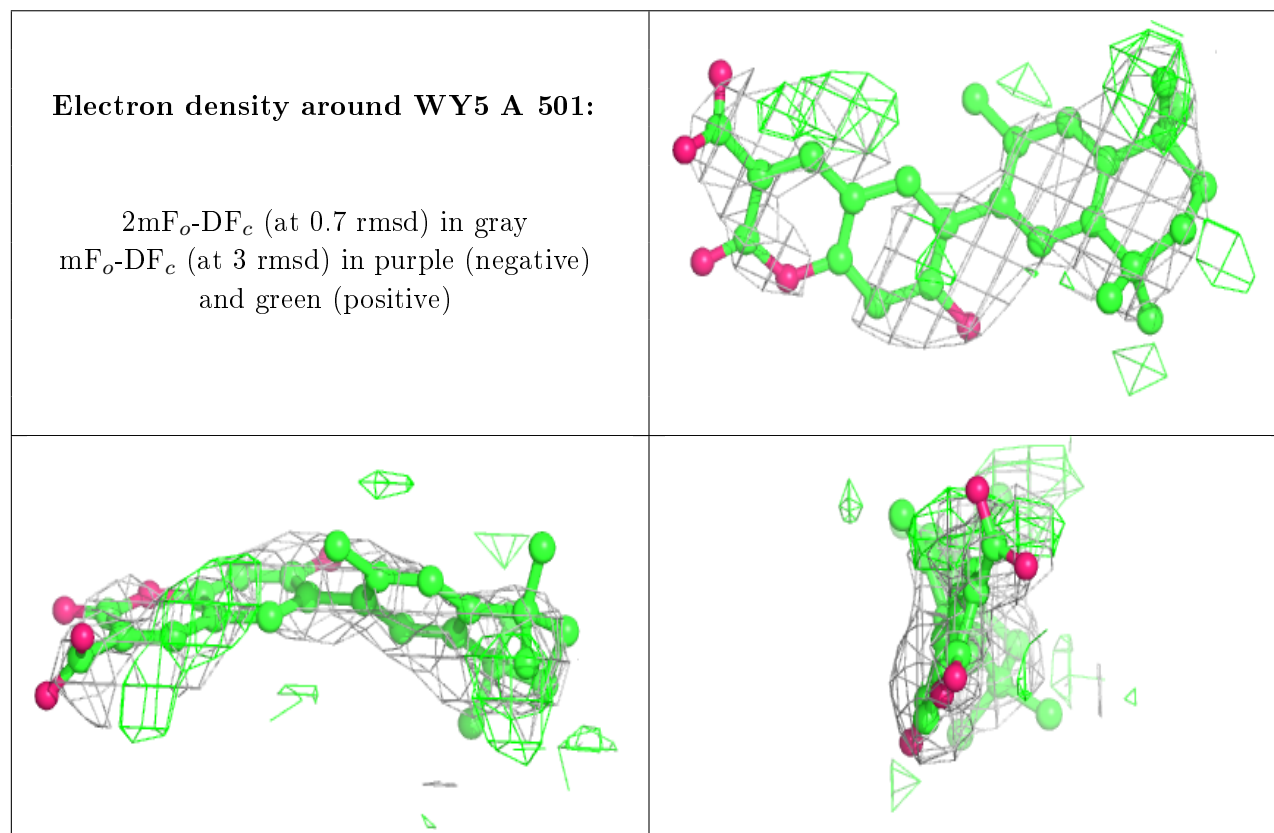 Electron density around WY5 A 501:
2mFo-DFc (at 0.7 rmsd) in gray
mFo-DFc (at 3 rmsd) in purple (negative)
and green (positive)